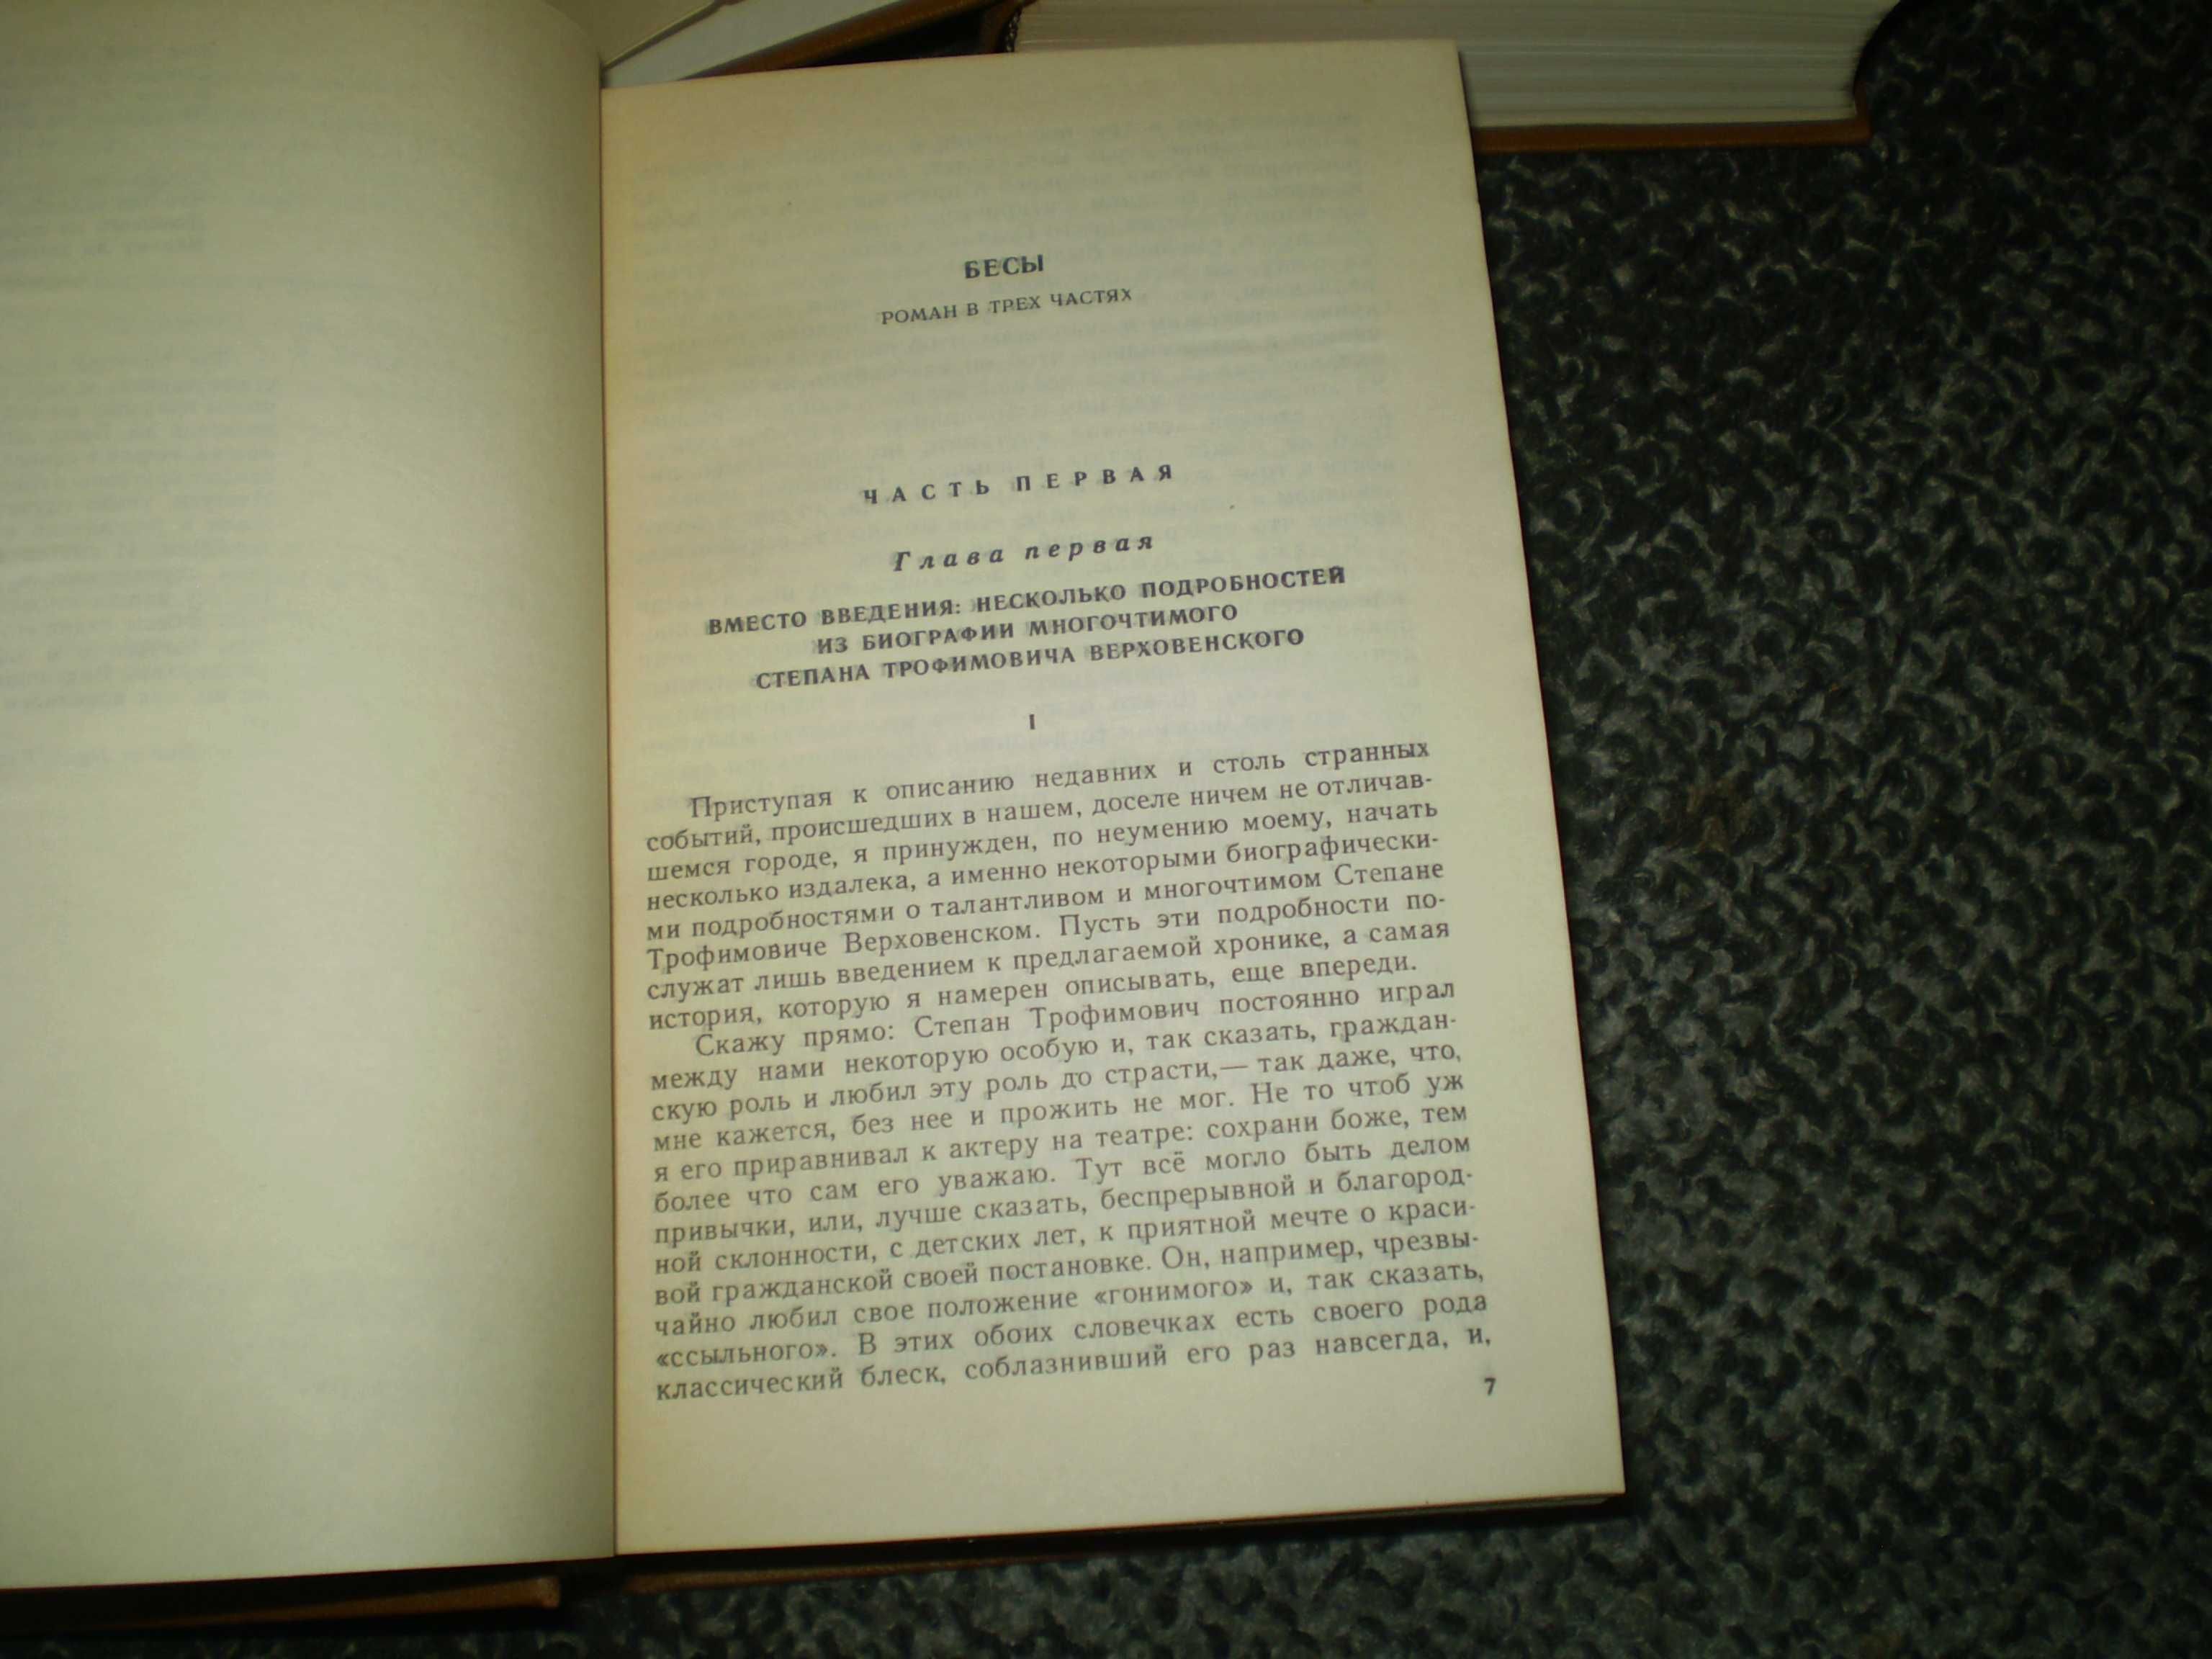 БЕСЫ
РОМАН В ТРЕХ ЧАСТЯХ
ЧАСТЬ ПЕРВАЯ
Глава первая
ВМЕСТО ВВЕДЕНИЯ: НЕСКОЛЬКО ПОДРОБНОСТЕЙ
ИЗ БИОГРАФИИ МНОГОЧТИМОГО
СТЕПАНА ТРОФИМОВИЧА ВЕРХОВЕНСКОГО
I
Приступая к описанию недавних и столь странных
событий, происшедших в нашем, доселе ничем не отличав-
шемся городе, я принужден, по неумению моему, начать
несколько издалека, а именно некоторыми биографически-
ми подробностями о талантливом и многочтимом Степане
Трофимовиче Верховенском. Пусть эти подробности по-
служат лишь введением к предлагаемой хронике, а самая
история, которую я намерен описывать, еще впереди.
Скажу прямо: Степан Трофимович постоянно играл
между нами некоторую особую и, так сказать, граждан-
скую роль и любил эту роль до страсти,— так даже, что,
мне кажется, без нее и прожить не мог. Не то чтоб уж
я его приравнивал к актеру на театре: сохрани боже, тем
более что сам его уважаю. Тут всё могло быть делом
привычки, или, лучше сказать, беспрерывной и благород-
ной склонности, с детских лет, к приятной мечте о краси-
вой гражданской своей постановке. Он, например, чрезвы-
чайно любил свое положение «гонимого» и, так сказать,
«ссыльного». В этих обоих словечках есть своего рода
классический блеск, соблазнивший его раз навсегда, и,
7